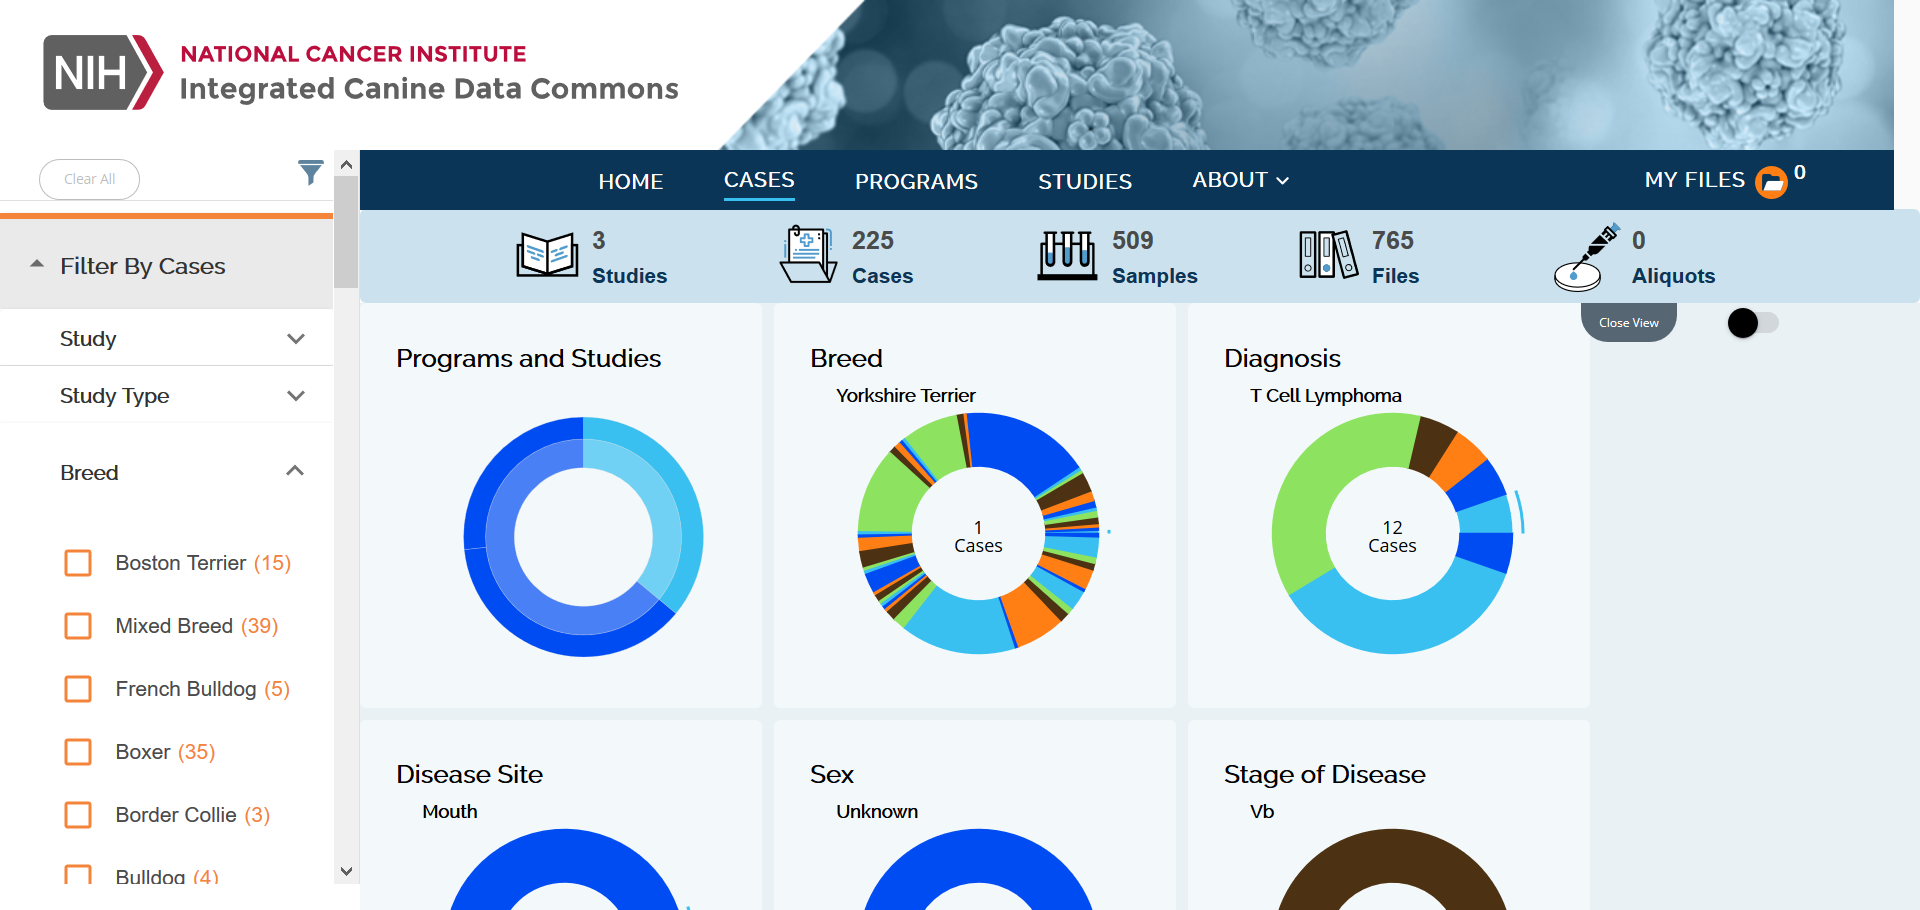 NIH
NATIONAL CANCER INSTITUTE
Integrated Canine Data Commons
Clear All
HOME
CASES
PROGRAMS
STUDIES
ABOUT
MY FILES
0
3
Studies
225
Cases
509
Samples
765
Files
0
Aliquots
Filter By Cases
Study
Study Type
Breed
Boston Terrier (15)
Mixed Breed (39)
French Bulldog (5)
Boxer (35)
Border Collie (3)
Bulldog (4)
Close View
Programs and Studies
Breed
Yorkshire Terrier
1
Cases
Diagnosis
T Cell Lymphoma
12
Cases
Disease Site
Mouth
Sex
Unknown
Stage of Disease
Vb